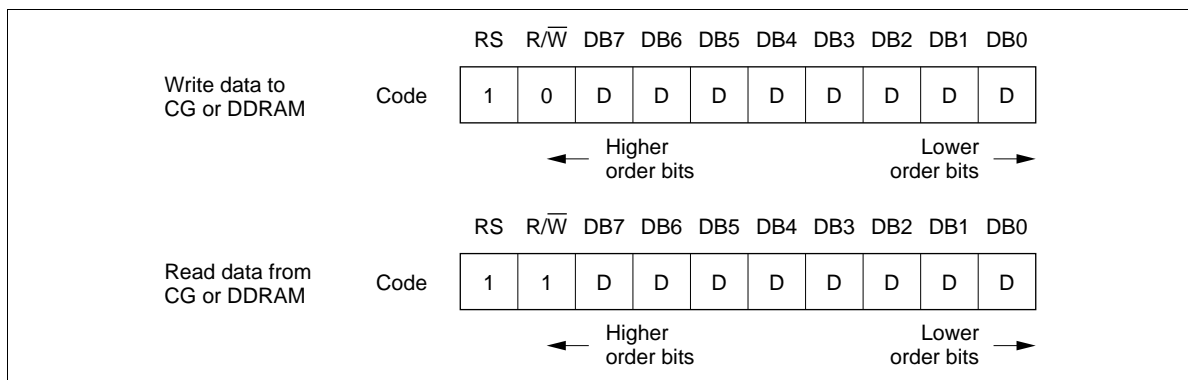 RS R/W̅ DB7 DB6 DB5 DB4 DB3 DB2 DB1 DB0
Write data to
CG or DDRAM
Code 1 0 D D D D D D D D
Higher
order bits
Lower
order bits
RS R/W̅ DB7 DB6 DB5 DB4 DB3 DB2 DB1 DB0
Read data from
CG or DDRAM
Code 1 1 D D D D D D D D
Higher
order bits
Lower
order bits